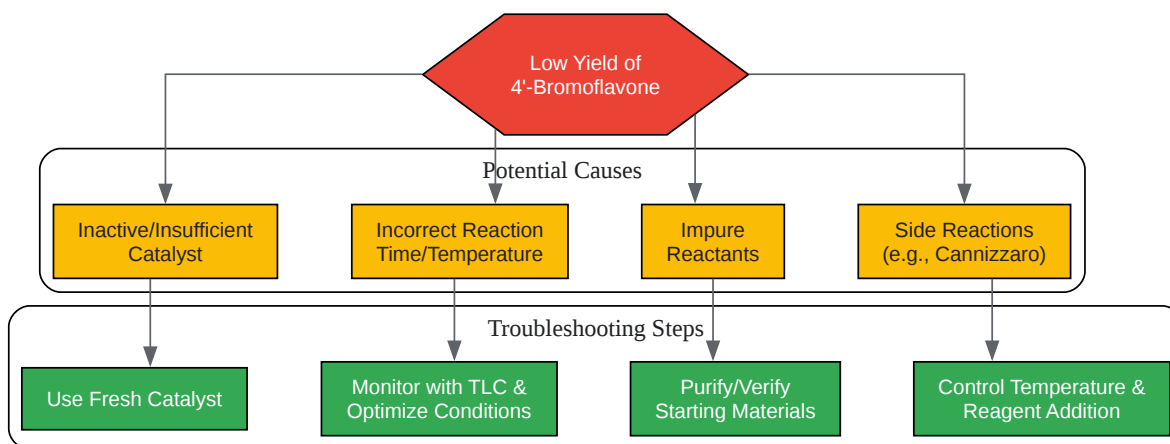 Low Yield of
4'-Bromoflavone
Potential Causes
Inactive/Insufficient
Catalyst
Incorrect Reaction
Time/Temperature
Impure
Reactants
Side Reactions
(e.g., Cannizzaro)
Troubleshooting Steps
Use Fresh Catalyst
Monitor with TLC &
Optimize Conditions
Purify/Verify
Starting Materials
Control Temperature &
Reagent Addition